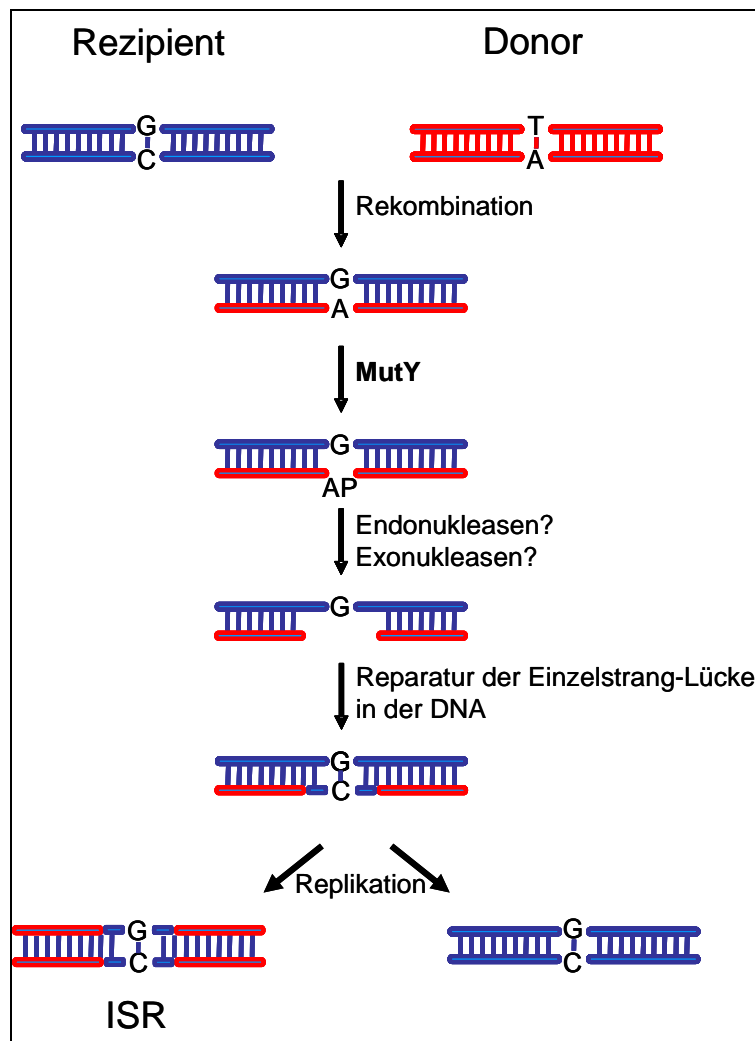 Rezipient
Donor
G
C
T
A
Rekombination
G
A
MutY
G
AP
Endonukleasen?
Exonukleasen?
G
Reparatur der Einzelstrang-Lücke
in der DNA
G
C
Replikation
G
C
G
C
ISR